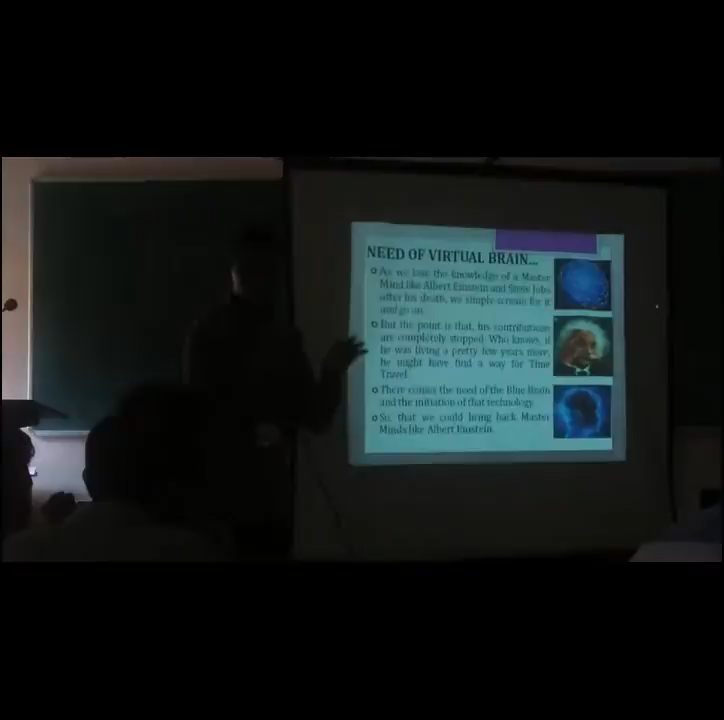 NEED OF VIRTUAL BRAIN...
As we lose the knowledge of a Master
Mind like Albert Einstein and Steve Jobs
after his death, we simple scream for it
and go on.
But the point is that, his contributions
are completely stopped. Who knows, if
he was living a pretty few years more,
he might have find a way for Time
Travel.
There comes the need of the Blue Brain
and the initiation of that technology.
So, that we could bring back Master
Minds like Albert Einstein.